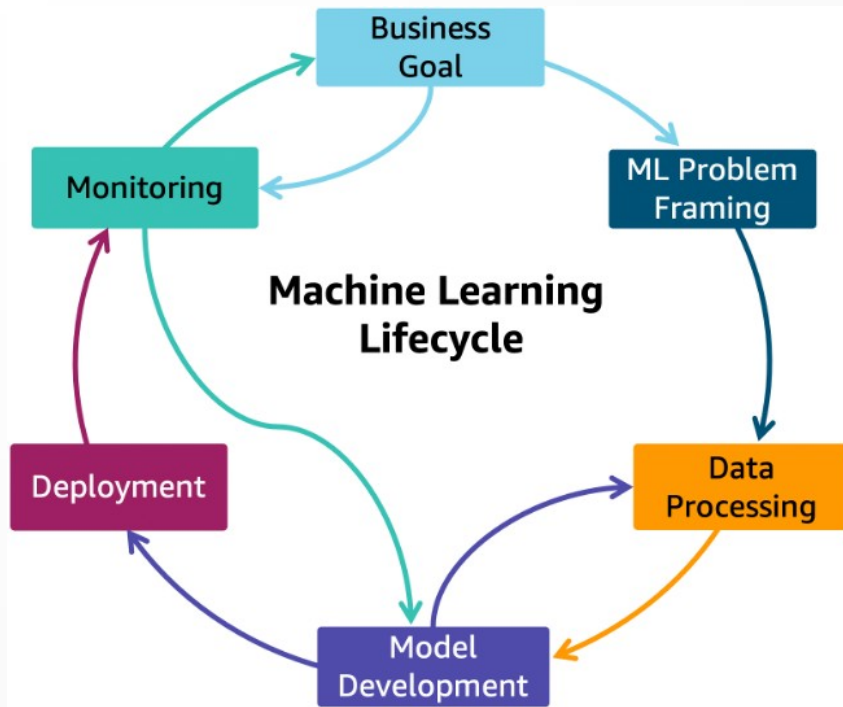 Business
Goal
ML Problem
Framing
Monitoring
Machine Learning
Lifecycle
Data
Processing
Deployment
Model
Development